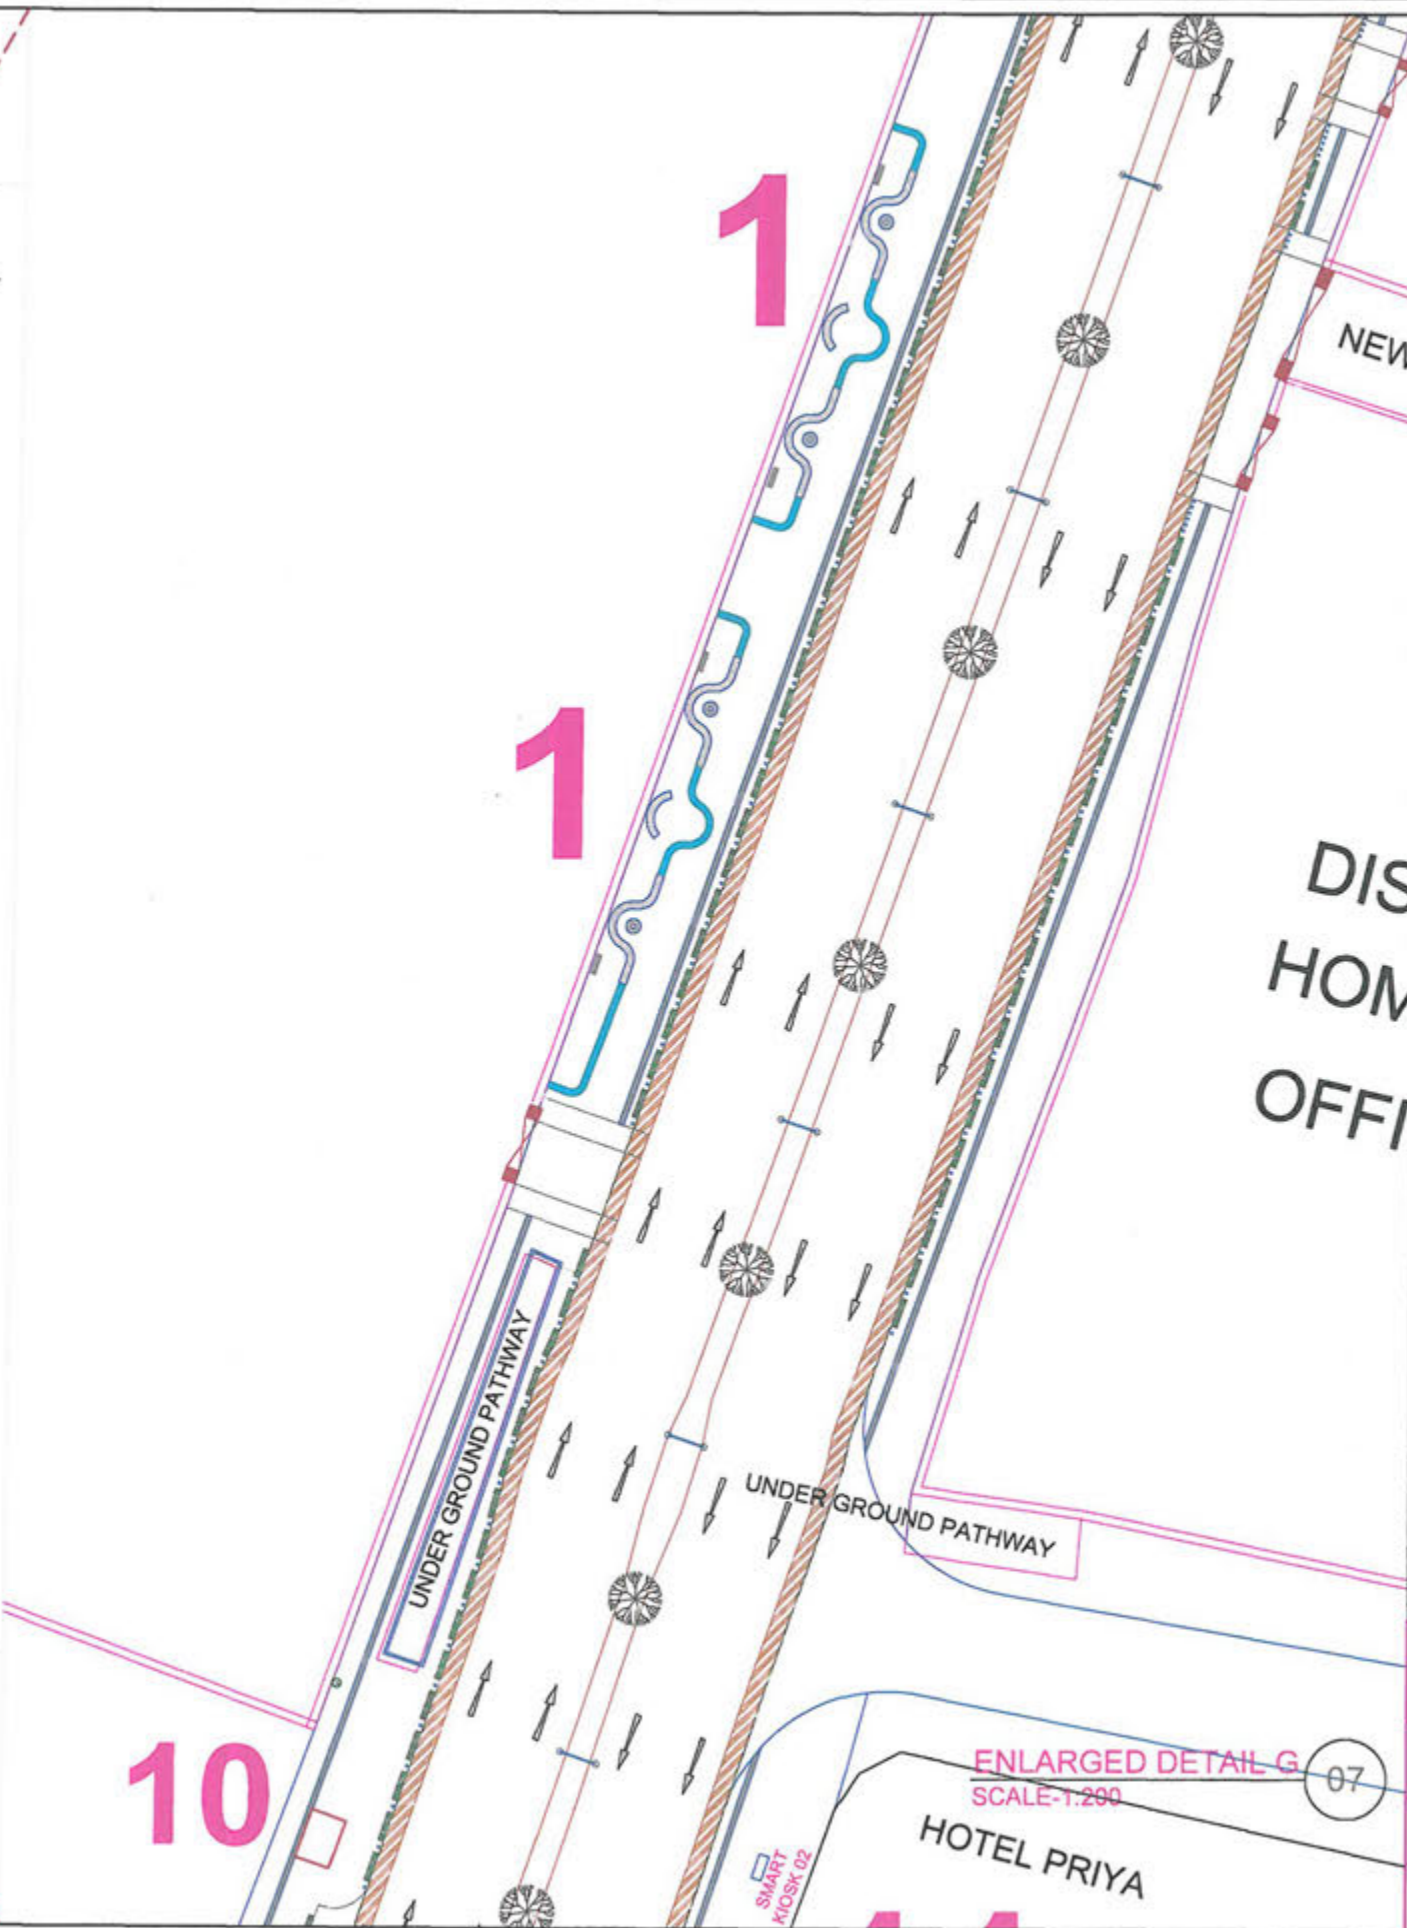 1
NEW
1
DIS
HOM
OFFI
UNDER GROUND PATHWAY
UNDER GROUND PATHWAY
10
ENLARGED DETAIL G
SCALE-1:200
07
HOTEL PRIYA
SMART
KIOSK 02